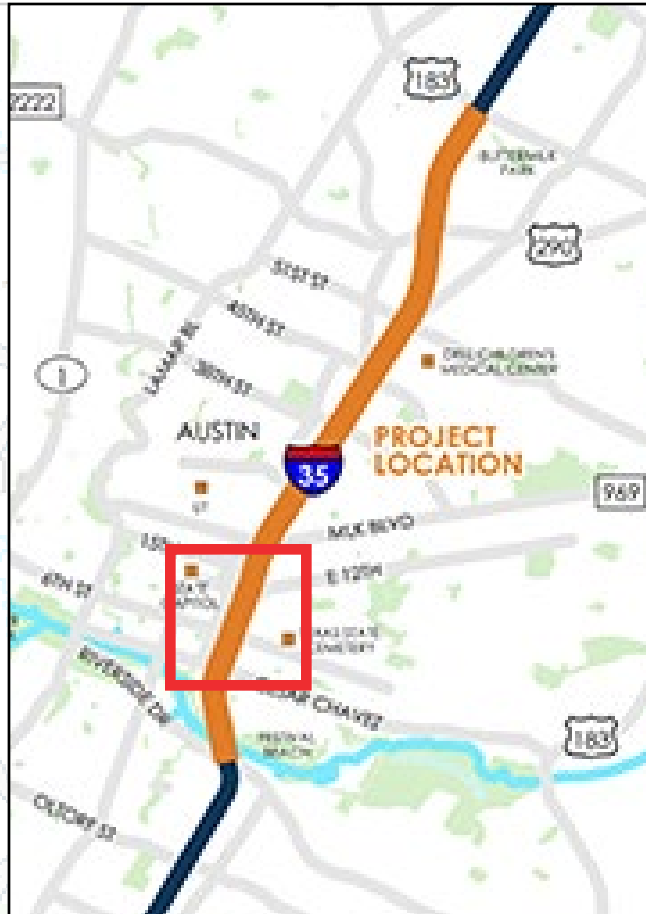 183
2222
BUTTERMILK
PARK
290
51ST ST
45TH ST
LAMAR BL
38TH ST
1
DELL CHILDREN'S
MEDICAL CENTER
AUSTIN
PROJECT
LOCATION
35
UT
969
MLK BLVD
15TH
E 12TH
STATE
CAPITOL
6TH ST
CEMETERY
RIVERSIDE DR
CESAR CHAVEZ
FESTIVAL
BEACH
183
OLTORF ST